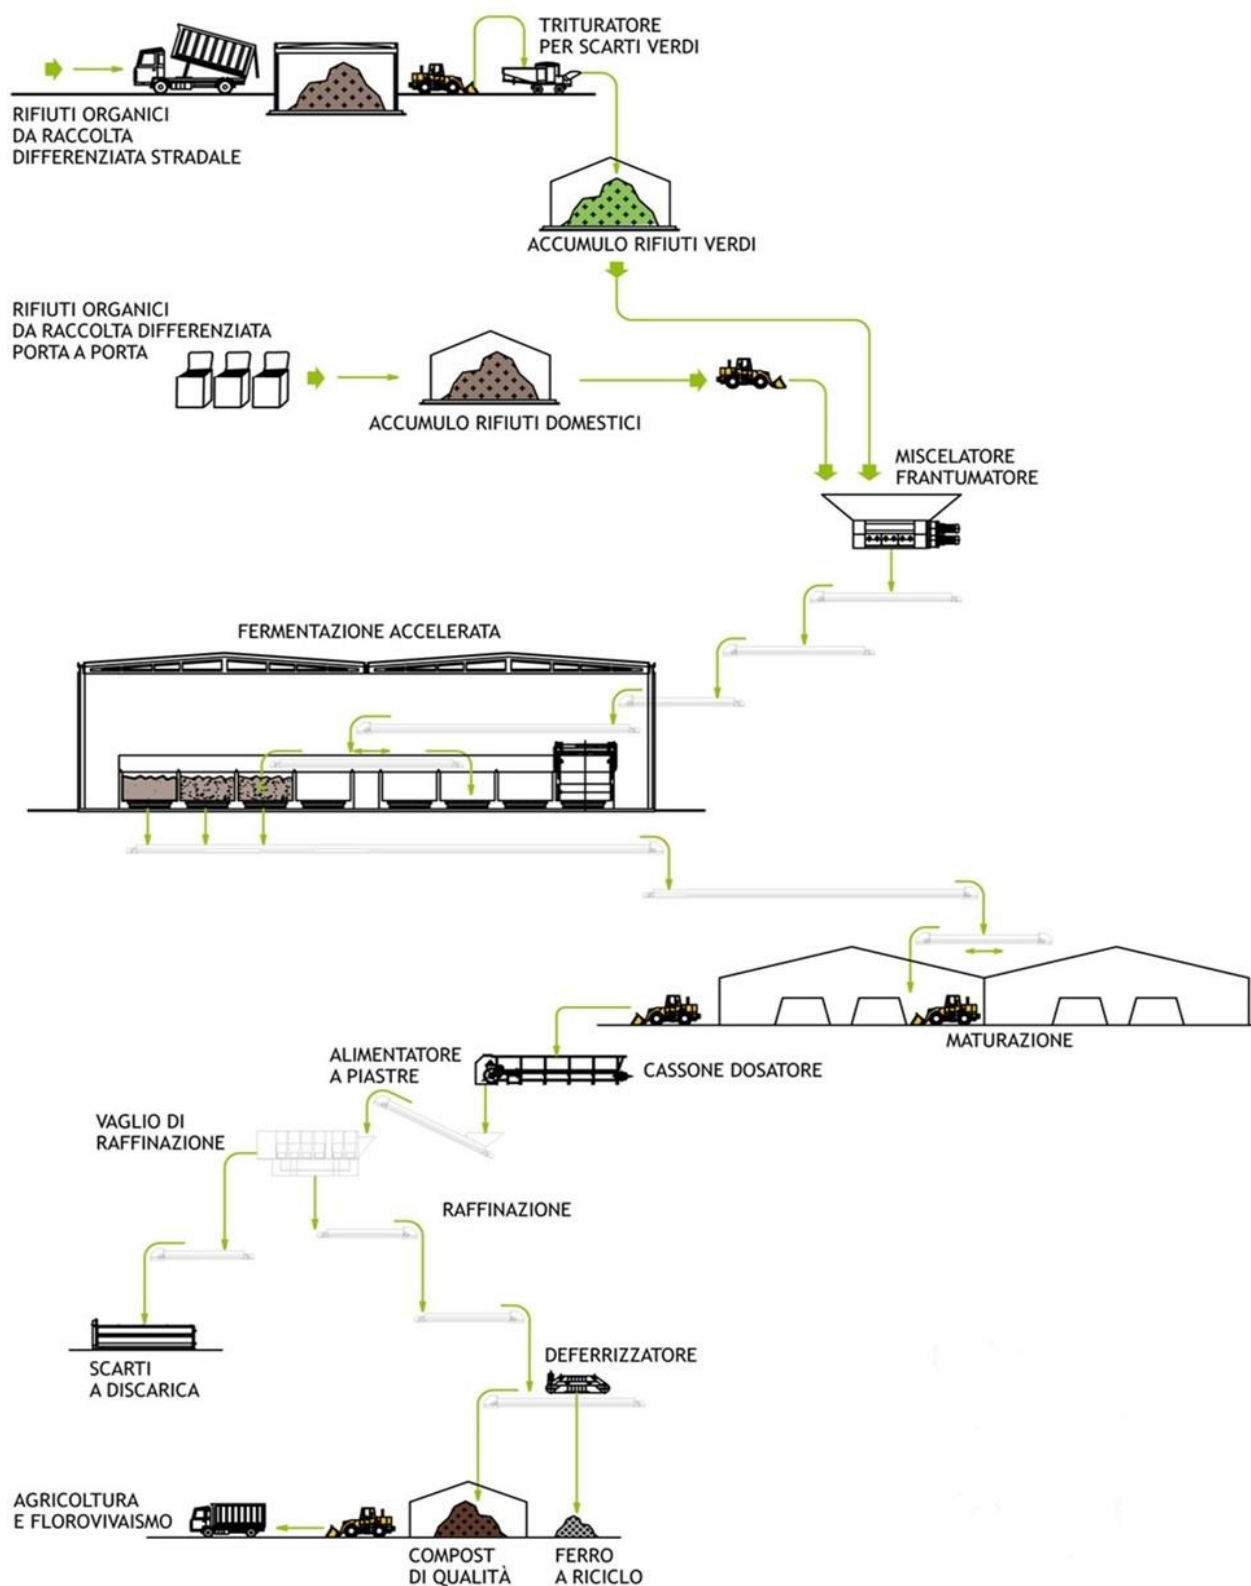 TRITURATORE
PER SCARTI VERDI
RIFIUTI ORGANICI
DA RACCOLTA
DIFFERENZIATA STRADALE
ACCUMULO RIFIUTI VERDI
RIFIUTI ORGANICI
DA RACCOLTA DIFFERENZIATA
PORTA A PORTA
ACCUMULO RIFIUTI DOMESTICI
MISCELATORE
FRANTUMATORE
FERMENTAZIONE ACCELERATA
MATURAZIONE
ALIMENTATORE
A PIASTRE
CASSONE DOSATORE
VAGLIO DI
RAFFINAZIONE
RAFFINAZIONE
SCARTI
A DISCARICA
DEFERRIZZATORE
AGRICOLTURA
E FLOROVIVAISMO
COMPOST
DI QUALITÀ
FERRO
A RICICLO